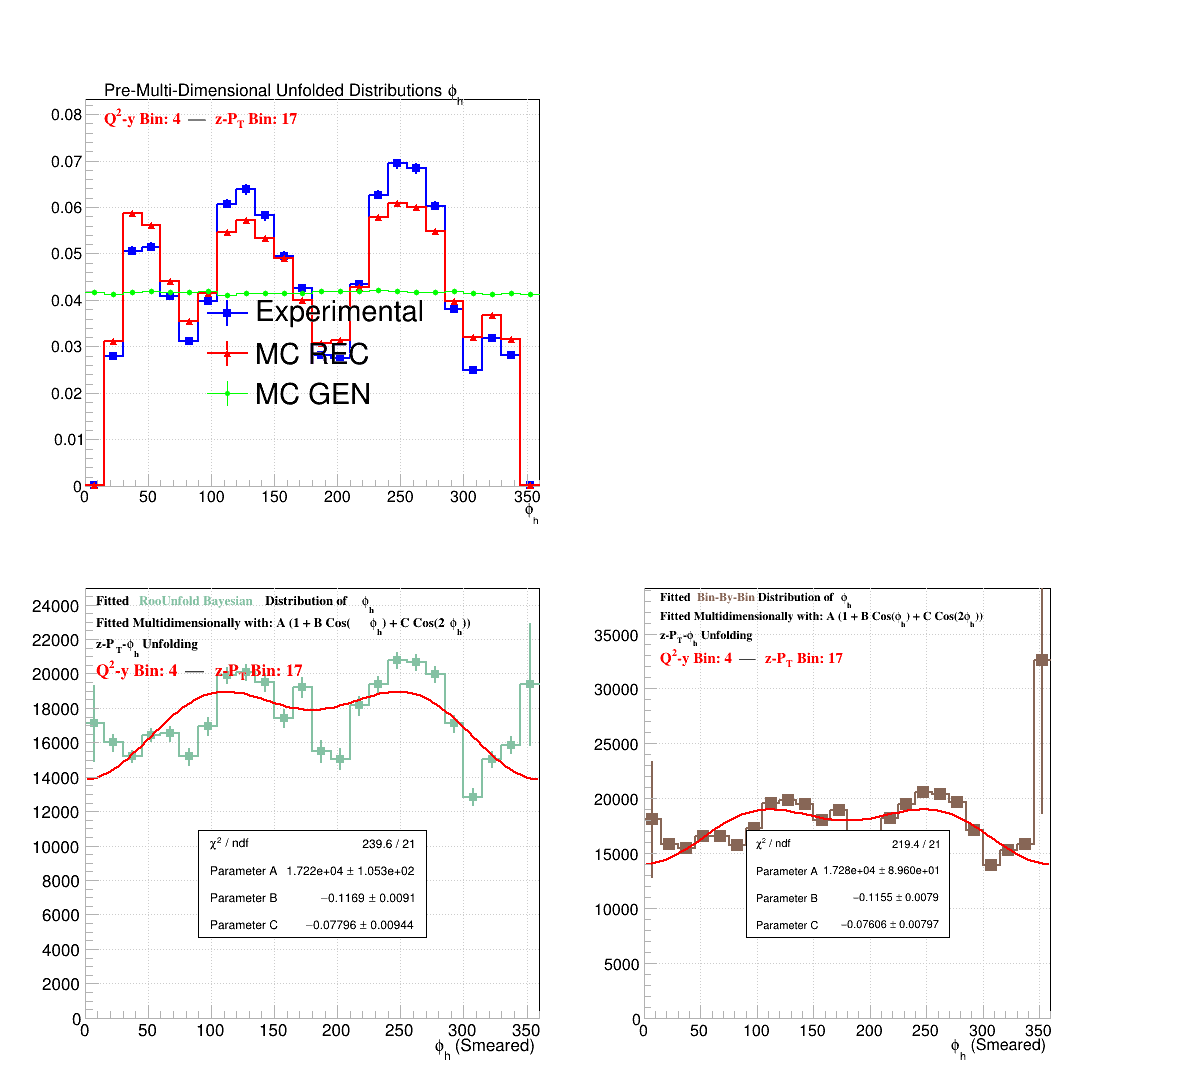 Pre-Multi-Dimensional Unfolded Distributions ϕh
Q²-y Bin: 4 — z-PT Bin: 17
0.08
0.07
0.06
0.05
0.04
0.03
0.02
0.01
0
Experimental
MC REC
MC GEN
0 50 100 150 200 250 300 350
ϕh
Fitted RooUnfold Bayesian Distribution of ϕh
Fitted Multidimensionally with: A (1 + B Cos( ϕh) + C Cos(2 ϕh))
z-PT-ϕh Unfolding
Q²-y Bin: 4 — z-PT Bin: 17
24000
22000
20000
18000
16000
14000
12000
10000
8000
6000
4000
2000
0
χ² / ndf 239.6 / 21
Parameter A 1.722e+04 ± 1.053e+02
Parameter B −0.1169 ± 0.0091
Parameter C −0.07796 ± 0.00944
0 50 100 150 200 250 300 350
ϕh (Smeared)
Fitted Bin-By-Bin Distribution of ϕh
Fitted Multidimensionally with: A (1 + B Cos(ϕh) + C Cos(2ϕh))
z-PT-ϕh Unfolding
Q²-y Bin: 4 — z-PT Bin: 17
35000
30000
25000
20000
15000
10000
5000
0
χ² / ndf 219.4 / 21
Parameter A 1.728e+04 ± 8.960e+01
Parameter B −0.1155 ± 0.0079
Parameter C −0.07606 ± 0.00797
0 50 100 150 200 250 300 350
ϕh (Smeared)